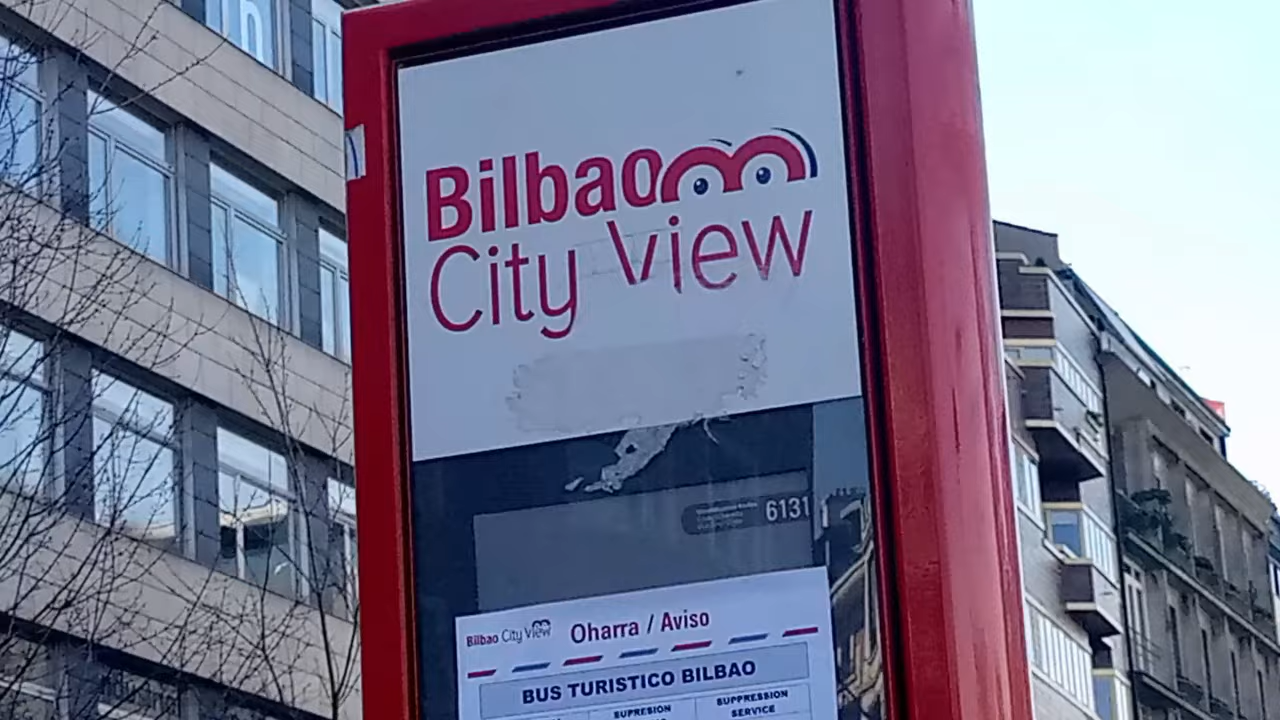 Bilbao
City View
6131
Bilbao City View
Oharra / Aviso
BUS TURISTICO BILBAO
SUPRESION
SUPPRESSION
SERVICE